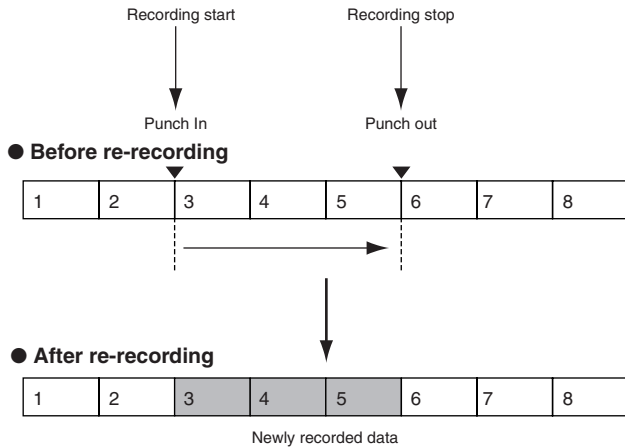 Recording start Recording stop
Punch In Punch out
● Before re-recording
1 2 3 4 5 6 7 8
● After re-recording
1 2 3 4 5 6 7 8
Newly recorded data